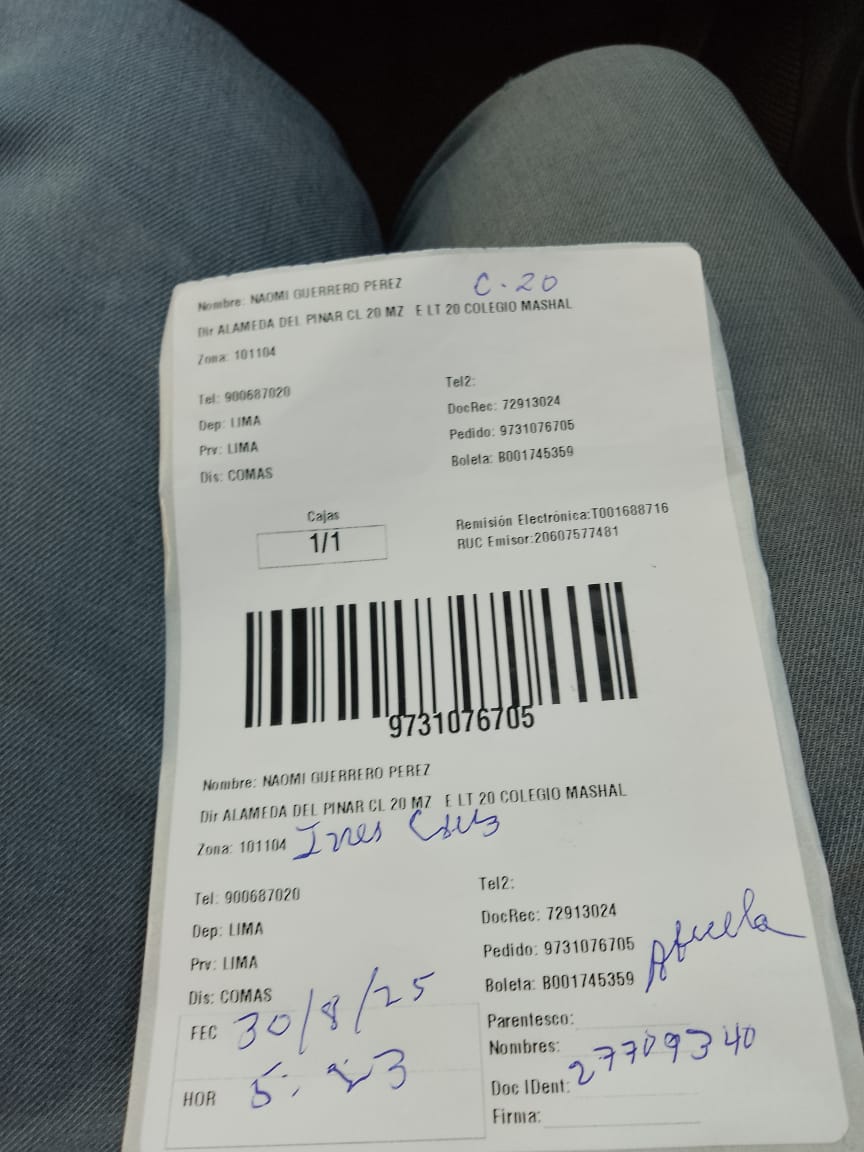 Nombre: NAOMI GUERRERO PEREZ C-20
Dir ALAMEDA DEL PINAR CL 20 MZ E LT 20 COLEGIO MASHAL
Zona: 101104
Tel: 900687020 Tel2:
Dep: LIMA DocRec: 72913024
Prv: LIMA Pedido: 9731076705
Dis: COMAS Boleta: B001745359
Cajas Remisión Electrónica:T001688716
1/1 RUC Emisor:20607577481
9731076705
Nombre: NAOMI GUERRERO PEREZ
Dir ALAMEDA DEL PINAR CL 20 MZ E LT 20 COLEGIO MASHAL
Zona: 101104 Ines Cruz
Tel: 900687020 Tel2:
Dep: LIMA DocRec: 72913024
Prv: LIMA Pedido: 9731076705 Abuela
Dis: COMAS Boleta: B001745359
FEC 30/8/25 Parentesco:
Nombres:
HOR Doc IDent: 27709340
Firma: